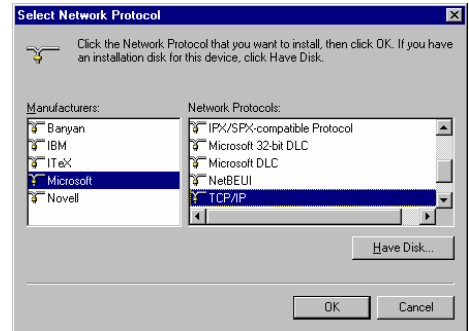 Select Network Protocol
Click the Network Protocol that you want to install, then click OK. If you have
an installation disk for this device, click Have Disk.
Manufacturers:
Banyan
IBM
ITeX
Microsoft
Novell
Network Protocols:
IPX/SPX-compatible Protocol
Microsoft 32-bit DLC
Microsoft DLC
NetBEUI
TCP/IP
Have Disk...
OK
Cancel